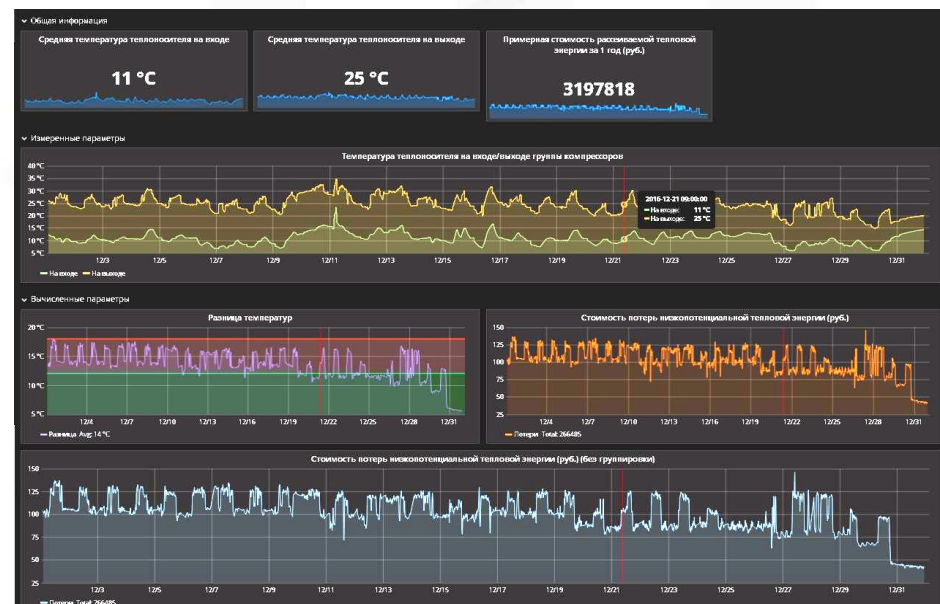 Общая информация
Средняя температура теплоносителя на входе
11 °C
Средняя температура теплоносителя на выходе
25 °C
Примерная стоимость рассеиваемой тепловой
энергии за 1 год (руб.)
3197818
Измеренные параметры
Температура теплоносителя на входе/выходе группы компрессоров
40 °C
35 °C
30 °C
25 °C
20 °C
15 °C
10 °C
5 °C
2016-12-21 09:00:00
На входе: 11 °C
На выходе: 25 °C
12/3 12/5 12/7 12/9 12/11 12/13 12/15 12/17 12/19 12/21 12/23 12/25 12/27 12/29 12/31
На входе На выходе
Вычисленные параметры
Разница температур
20 °C
15 °C
10 °C
5 °C
12/4 12/7 12/10 12/13 12/16 12/19 12/22 12/25 12/28 12/31
Разница Avg: 14 °C
Стоимость потерь низкопотенциальной тепловой энергии (руб.)
150
125
100
75
50
25
12/4 12/7 12/10 12/13 12/16 12/19 12/22 12/25 12/28 12/31
Потери Total: 266485
Стоимость потерь низкопотенциальной тепловой энергии (руб.) (без группировки)
150
125
100
75
50
25
12/3 12/5 12/7 12/9 12/11 12/13 12/15 12/17 12/19 12/21 12/23 12/25 12/27 12/29 12/31
Потери Total: 266485